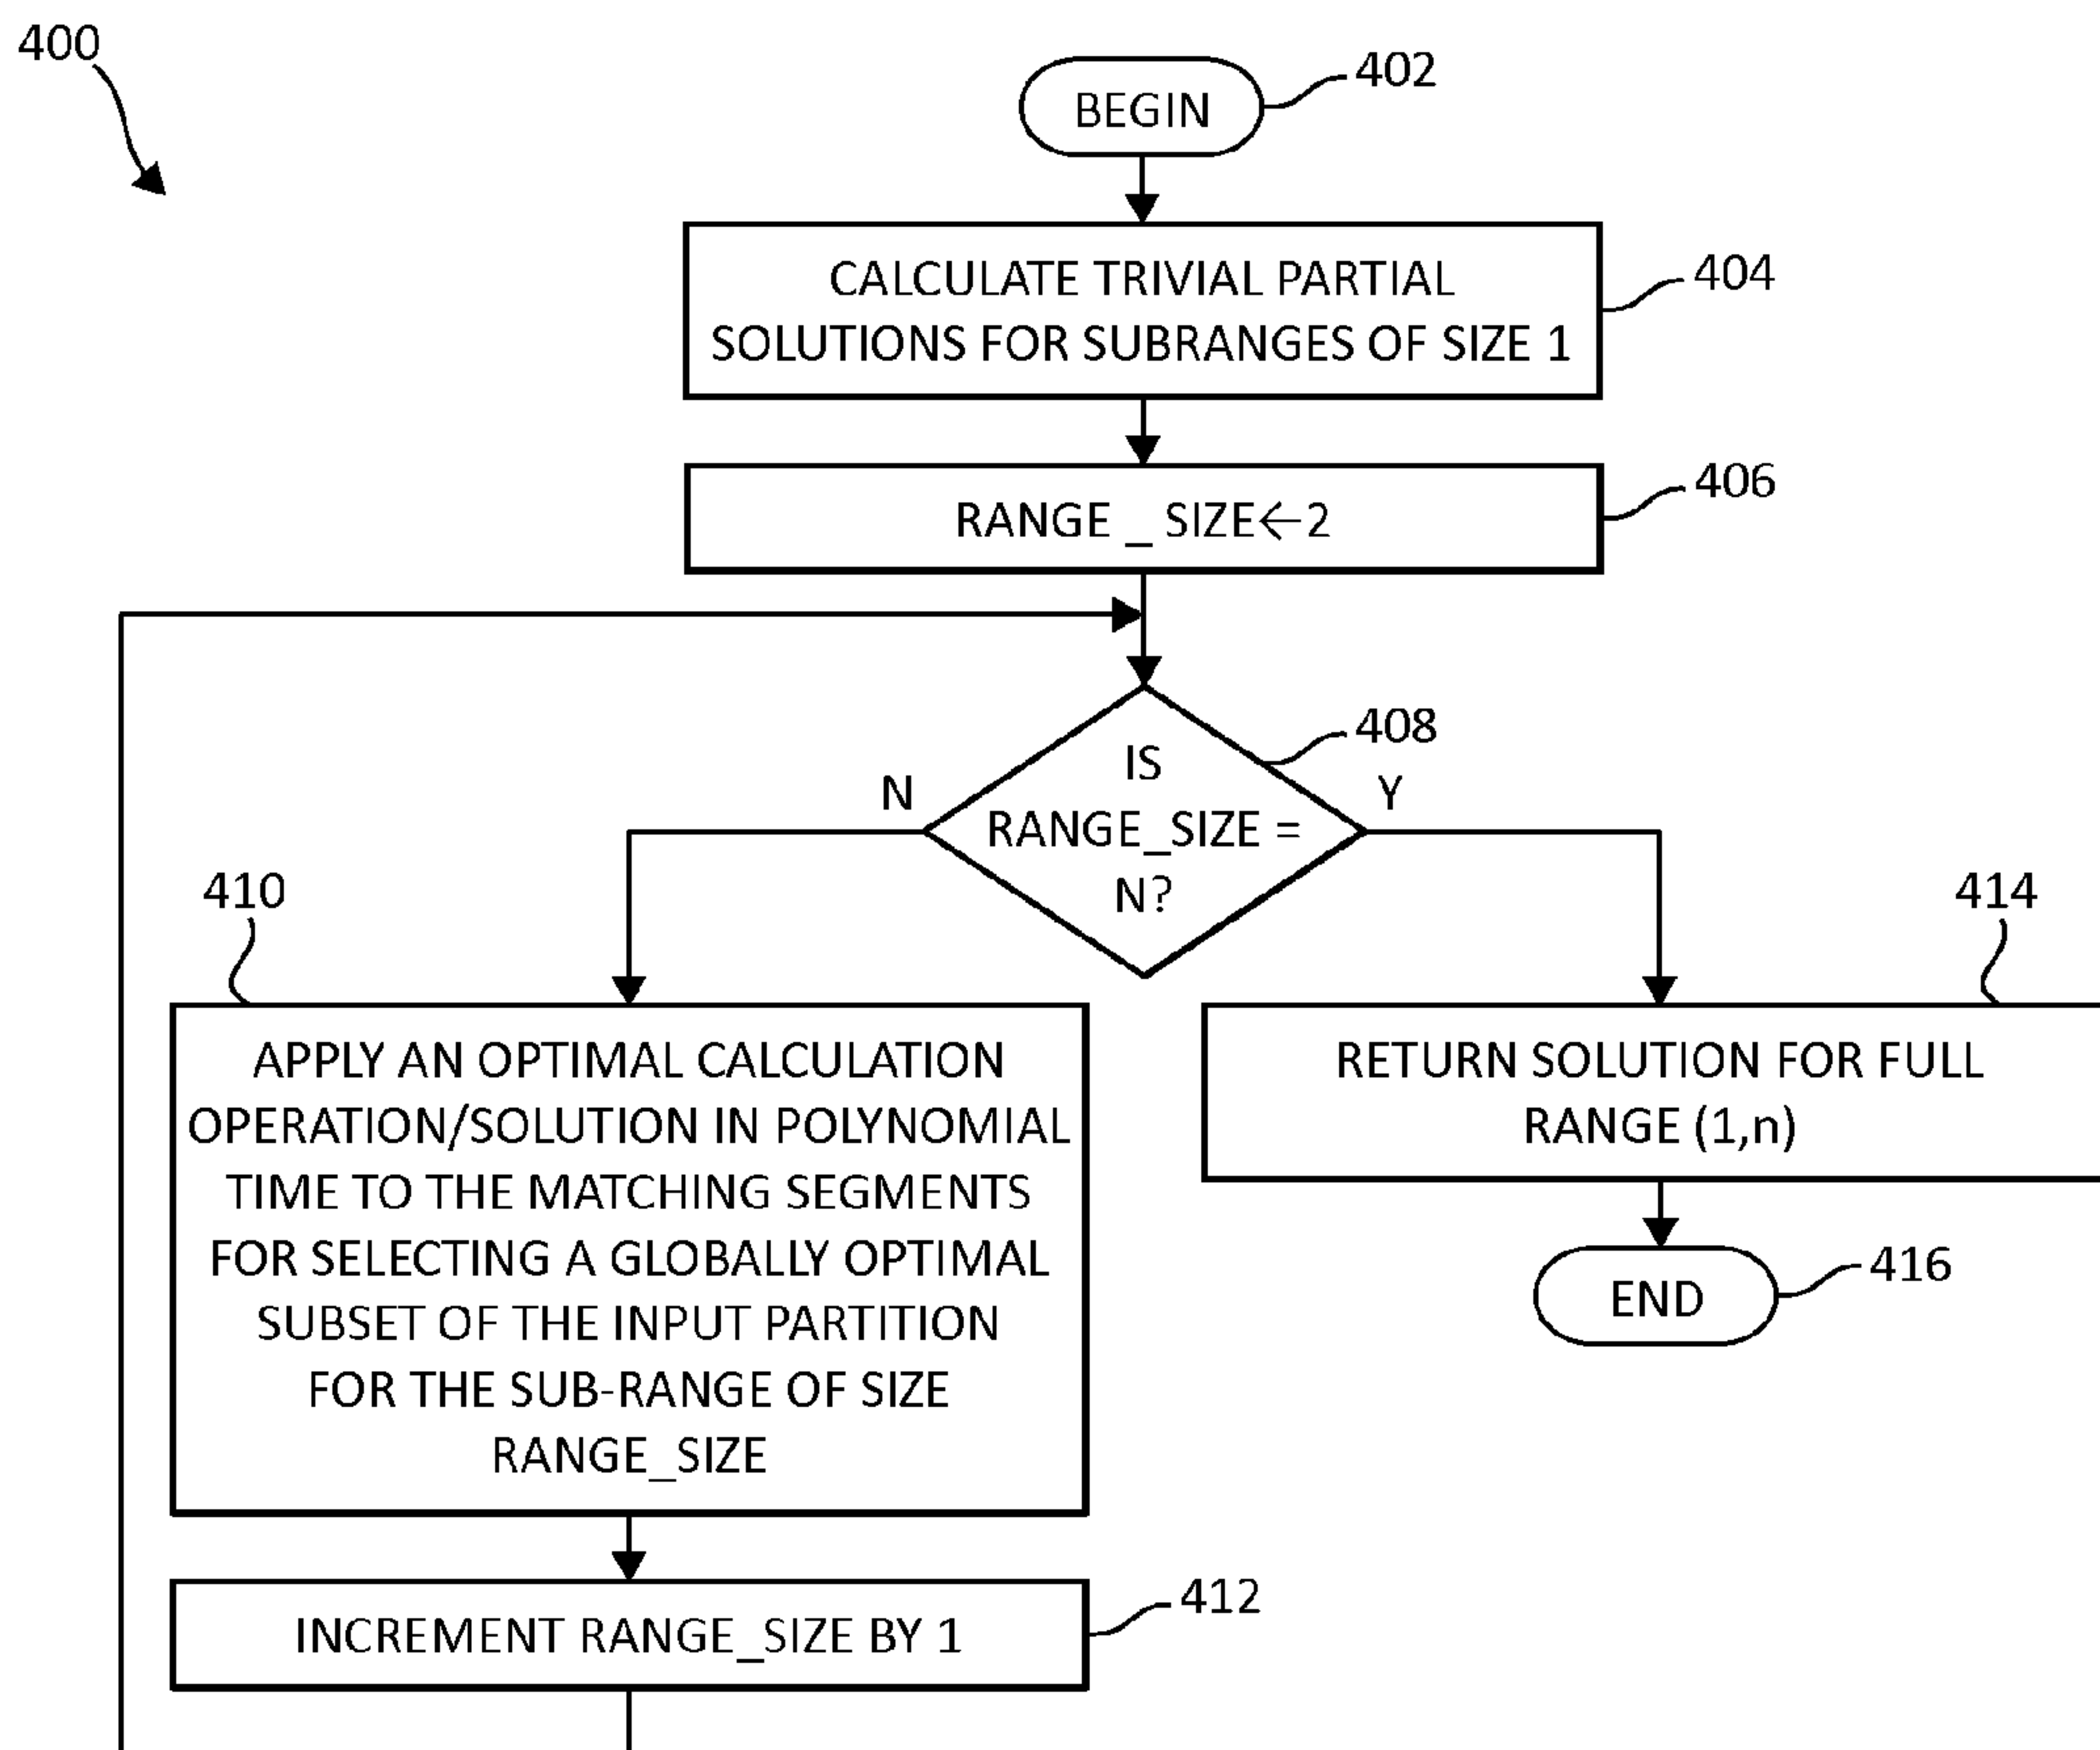 400
BEGIN
402
CALCULATE TRIVIAL PARTIAL
SOLUTIONS FOR SUBRANGES OF SIZE 1
404
RANGE _ SIZE←2
406
IS
RANGE_SIZE =
N?
408
N
Y
410
APPLY AN OPTIMAL CALCULATION
OPERATION/SOLUTION IN POLYNOMIAL
TIME TO THE MATCHING SEGMENTS
FOR SELECTING A GLOBALLY OPTIMAL
SUBSET OF THE INPUT PARTITION
FOR THE SUB-RANGE OF SIZE
RANGE_SIZE
414
RETURN SOLUTION FOR FULL
RANGE (1,n)
END
416
INCREMENT RANGE_SIZE BY 1
412